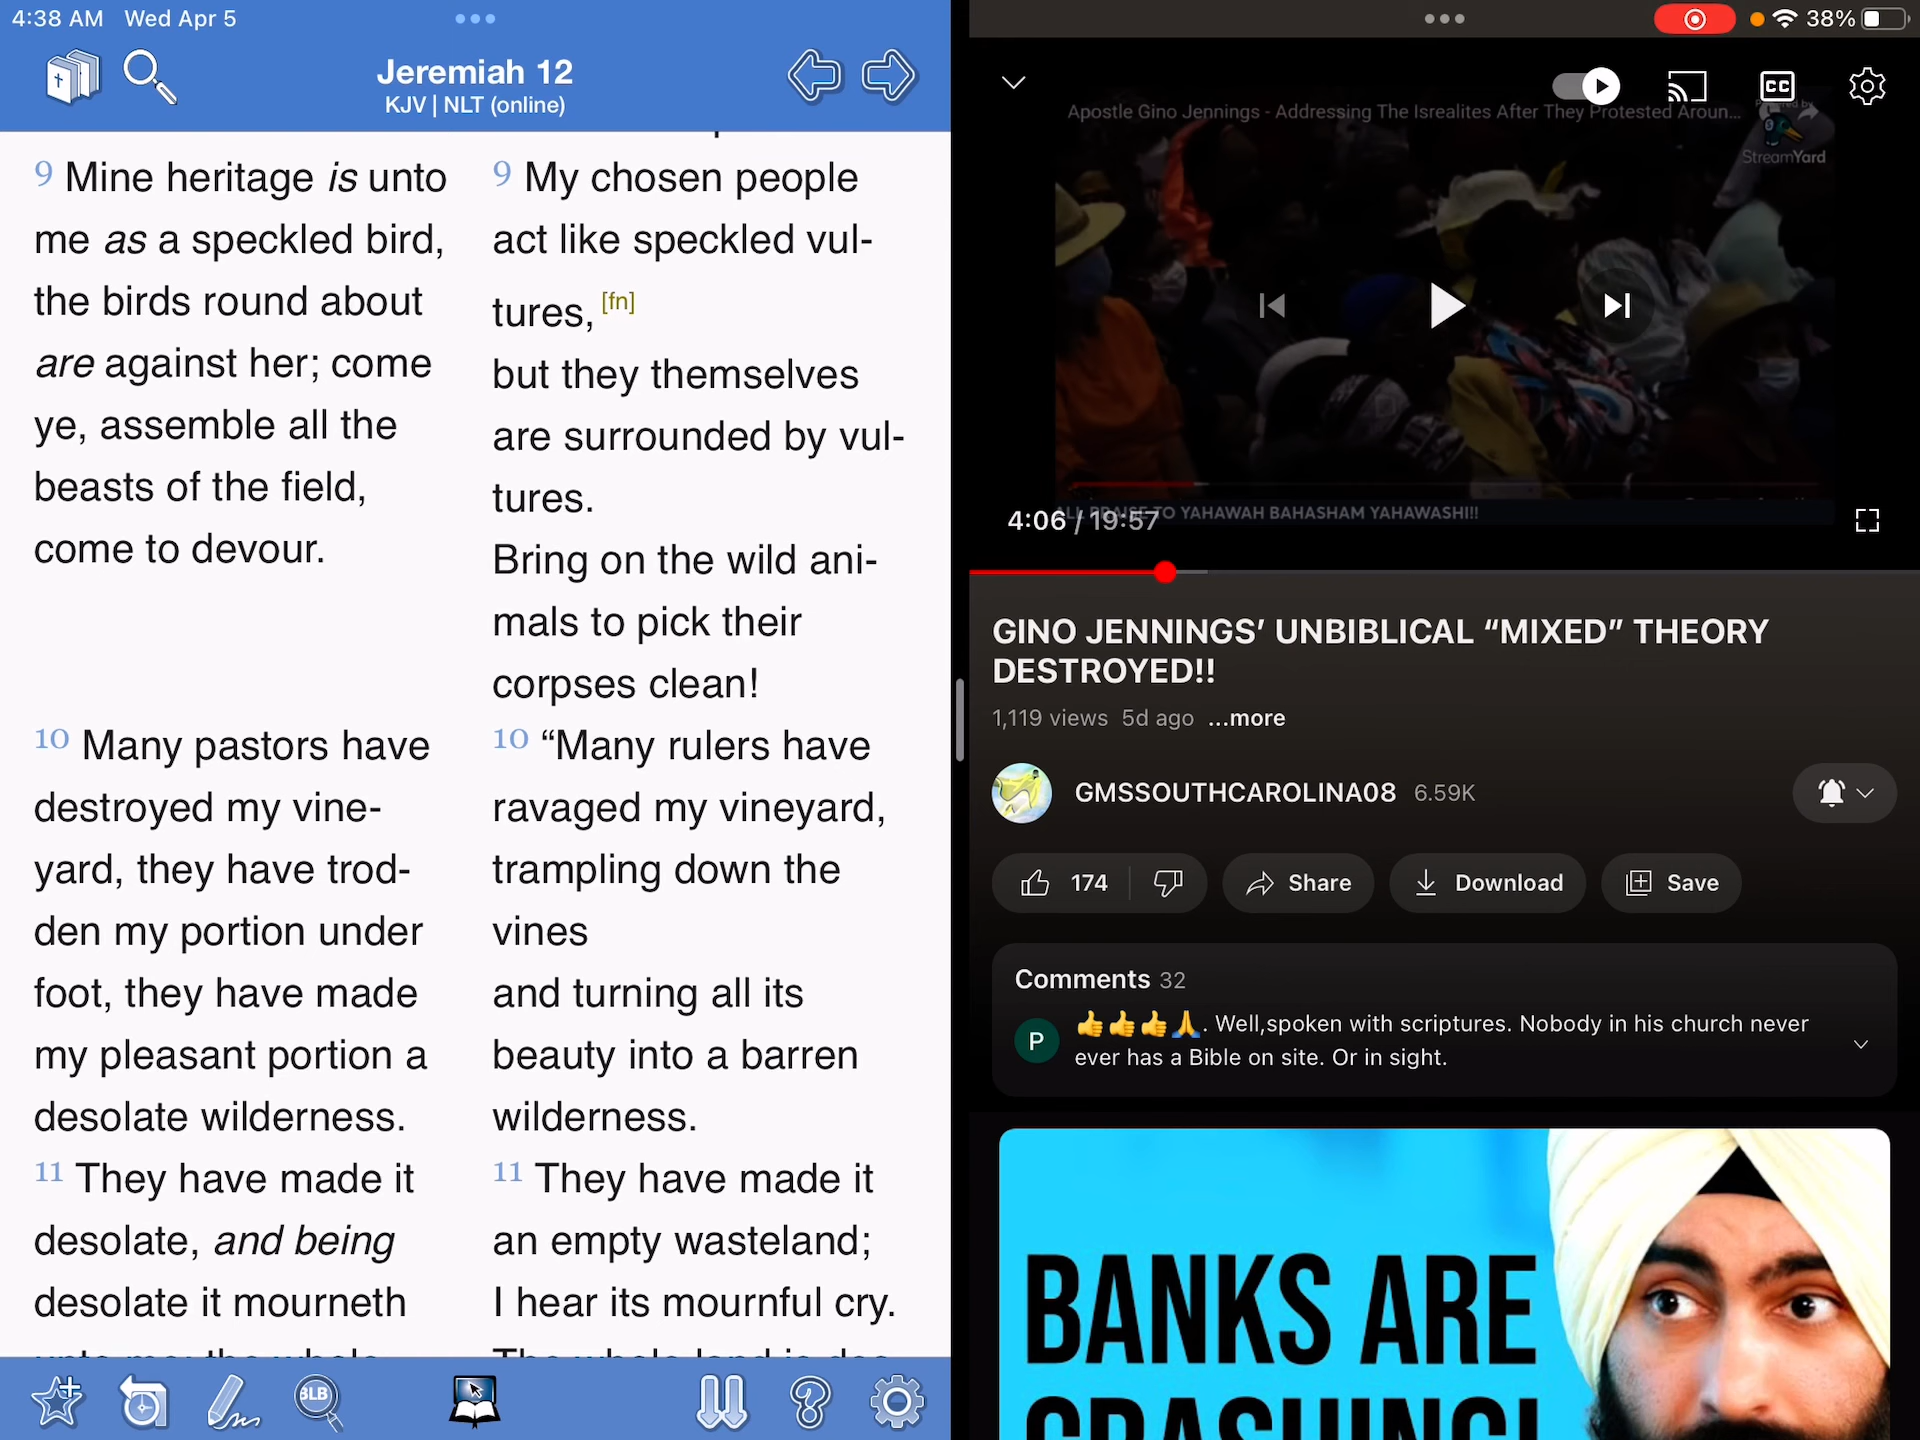 4:38 AM Wed Apr 5
Jeremiah 12
KJV | NLT (online)
9 Mine heritage is unto
me as a speckled bird,
the birds round about
are against her; come
ye, assemble all the
beasts of the field,
come to devour.
10 Many pastors have
destroyed my vine-
yard, they have trod-
den my portion under
foot, they have made
my pleasant portion a
desolate wilderness.
11 They have made it
desolate, and being
desolate it mourneth
9 My chosen people
act like speckled vul-
tures, [fn]
but they themselves
are surrounded by vul-
tures.
Bring on the wild ani-
mals to pick their
corpses clean!
10 “Many rulers have
ravaged my vineyard,
trampling down the
vines
and turning all its
beauty into a barren
wilderness.
11 They have made it
an empty wasteland;
I hear its mournful cry.
BLB
38%
CC
Apostle Gino Jennings - Addressing The Isrealites After They Protested Aroun...
StreamYard
ALL PRAISE TO YAHAWAH BAHASHAM YAHAWASHI!!
4:06 / 19:57
GINO JENNINGS’ UNBIBLICAL “MIXED” THEORY
DESTROYED!!
1,119 views 5d ago ...more
GMSSOUTHCAROLINA08 6.59K
174
Share
Download
Save
Comments 32
P
👍👍👍🙏. Well,spoken with scriptures. Nobody in his church never
ever has a Bible on site. Or in sight.
BANKS ARE
CRASHING!